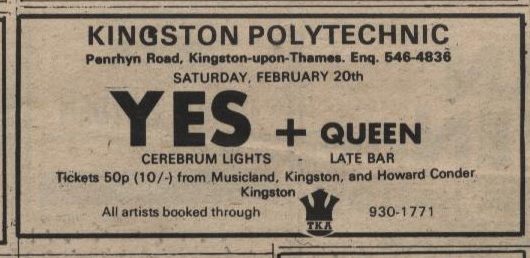 KINGSTON POLYTECHNIC
Penrhyn Road, Kingston-upon-Thames. Enq. 546-4836
SATURDAY, FEBRUARY 20th
YES + QUEEN
CEREBRUM LIGHTS - LATE BAR
Tickets 50p (10/-) from Musicland, Kingston, and Howard Conder
Kingston
All artists booked through TKA 930-1771